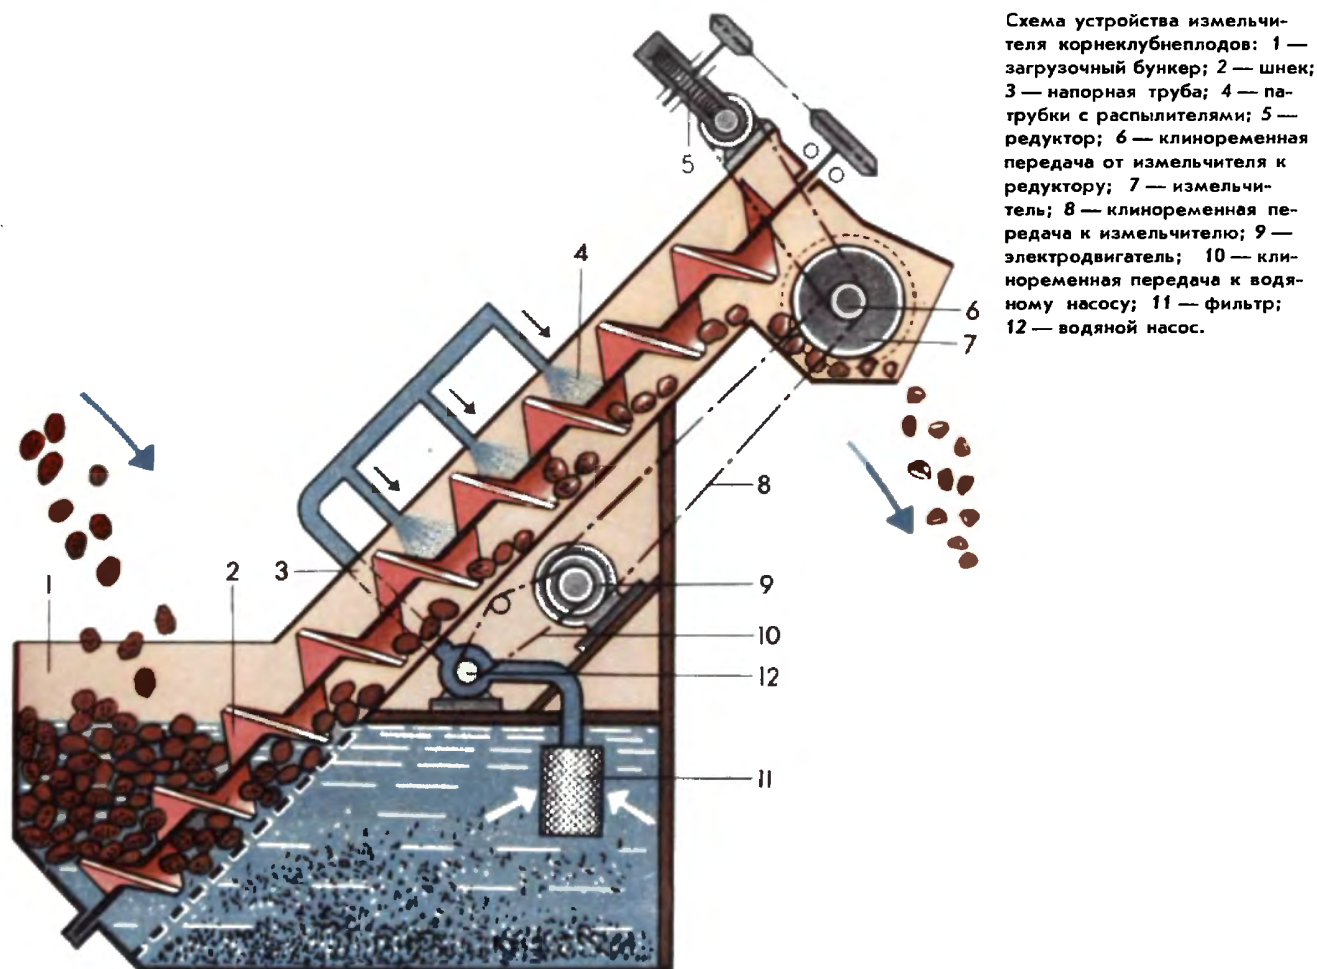 Схема устройства измельчи-
теля корнеклубнеплодов: 1 —
загрузочный бункер; 2 — шнек;
3 — напорная труба; 4 — па-
трубки с распылителями; 5 —
редуктор; 6 — клиноременная
передача от измельчителя к
редуктору; 7 — измельчи-
тель; 8 — клиноременная пе-
редача к измельчителю; 9 —
электродвигатель; 10 — кли-
ноременная передача к водя-
ному насосу; 11 — фильтр;
12 — водяной насос.
5
4
6
7
8
1
2
3
9
10
12
11